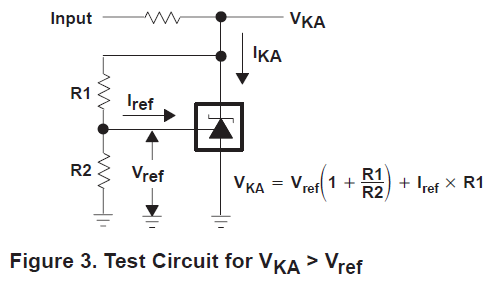 Input
VKA
IKA
R1
Iref
R2
Vref
VKA = Vref(1 + R1/R2) + Iref × R1
Figure 3. Test Circuit for VKA > Vref